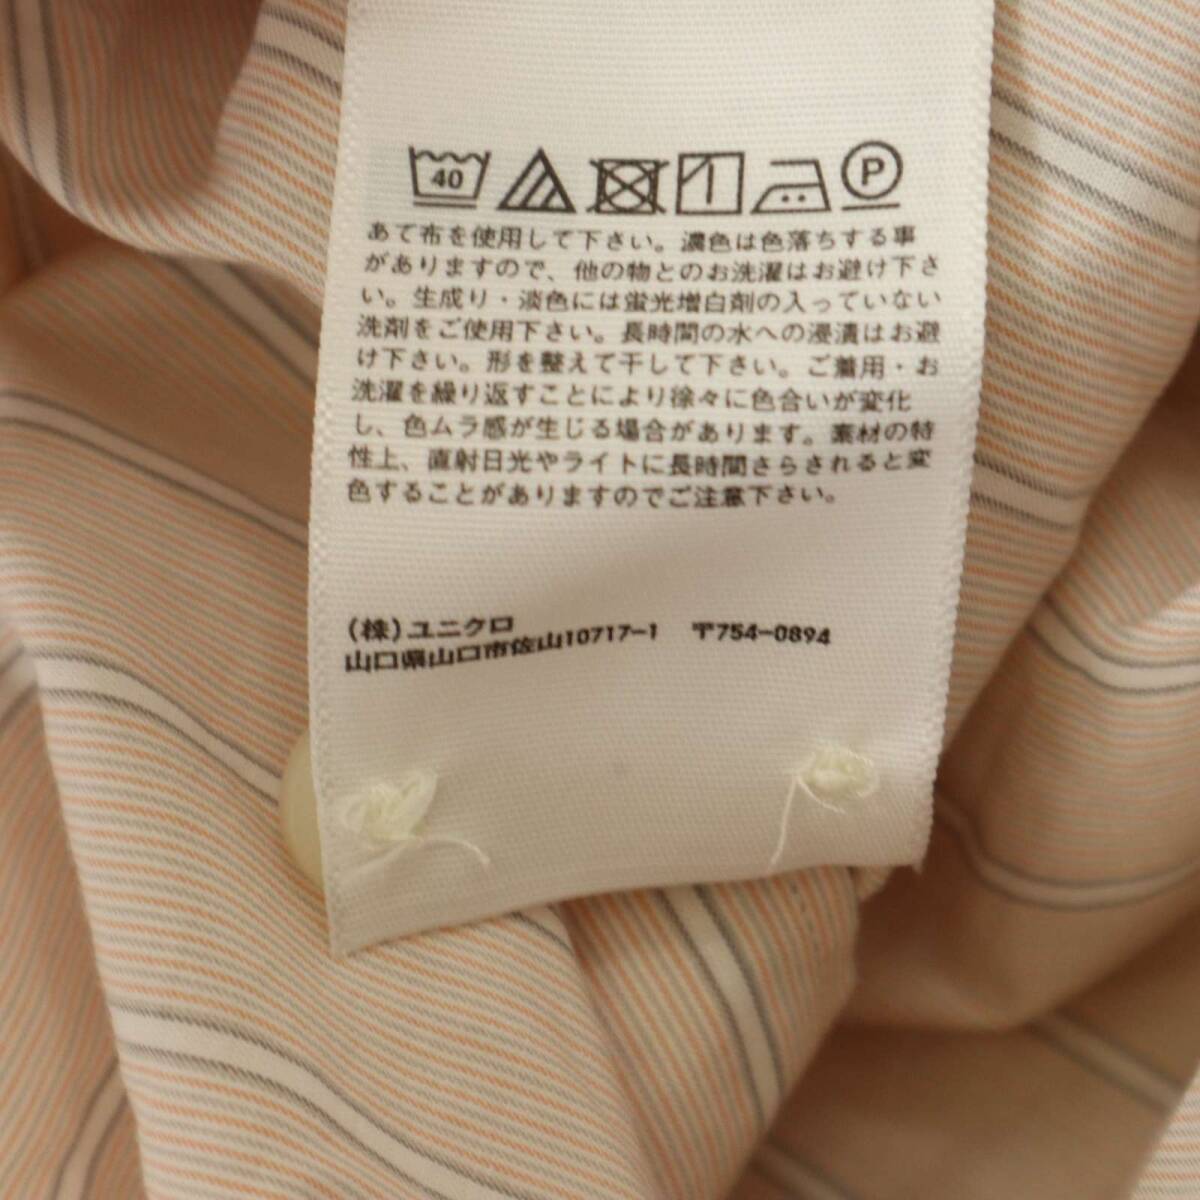 40 P
あて布を使用して下さい。濃色は色落ちする事
がありますので、他の物とのお洗濯はお避け下さ
い。生成り・淡色には蛍光増白剤の入っていない
洗剤をご使用下さい。長時間の水への浸漬はお避
け下さい。形を整えて干して下さい。ご着用・お
洗濯を繰り返すことにより徐々に色合いが変化
し、色ムラ感が生じる場合があります。素材の特
性上、直射日光やライトに長時間さらされると変
色することがありますのでご注意下さい。
(株)ユニクロ
山口県山口市佐山10717-1 〒754-0894